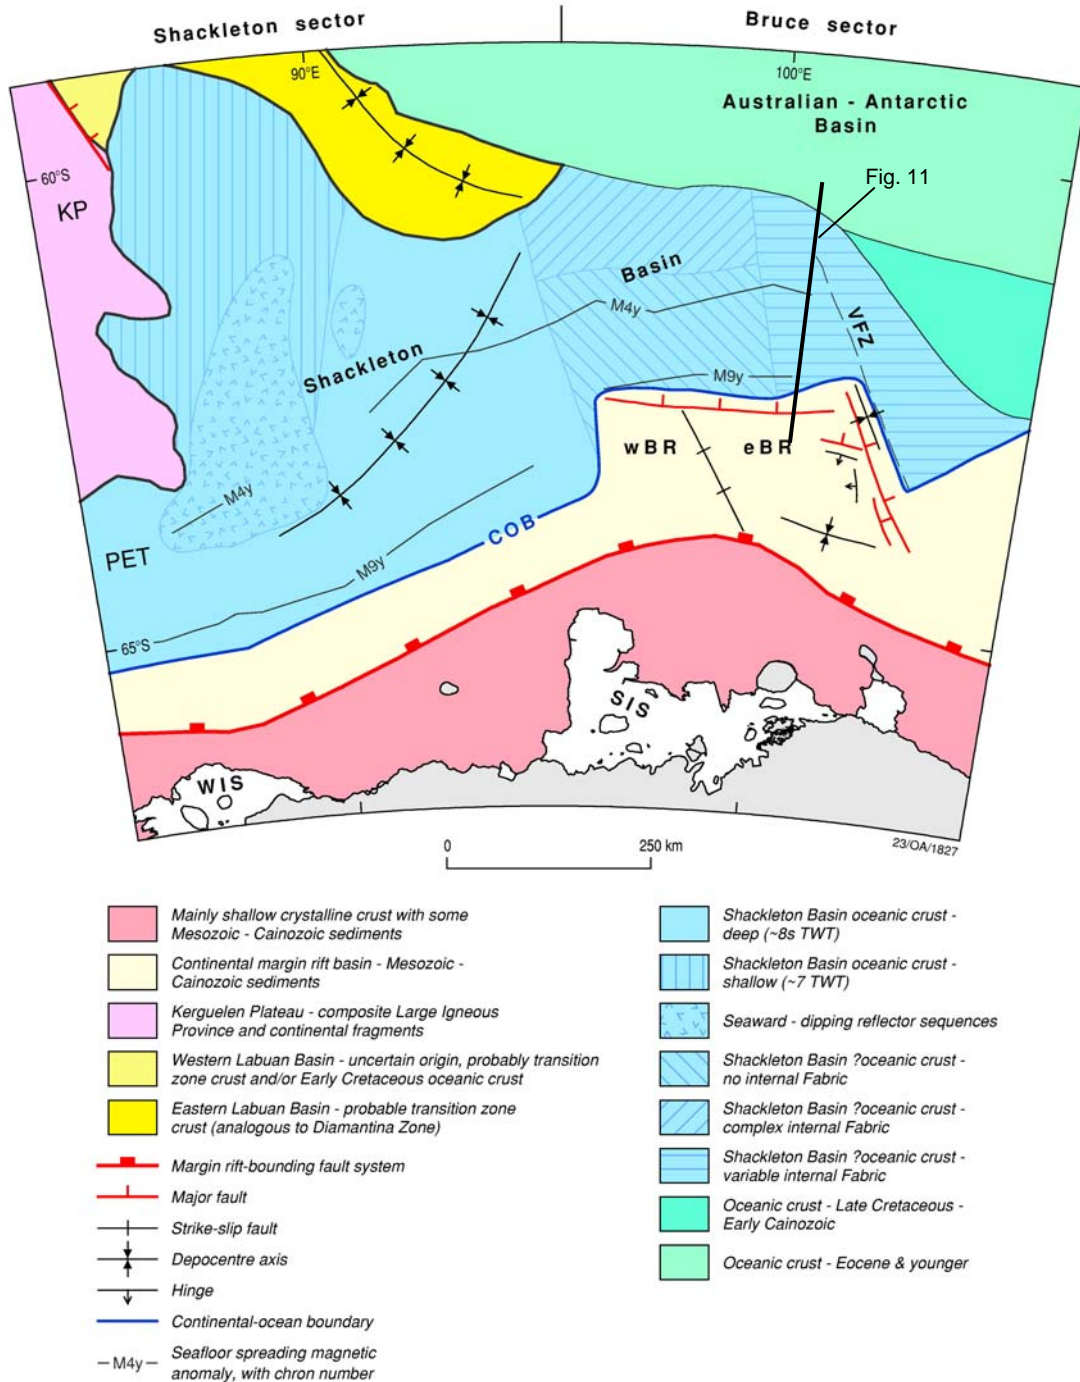 Shackleton sector
Bruce sector
90°E
100°E
Australian - Antarctic
Basin
60°S
KP
Fig. 11
Basin
M4y
VFZ
Shackleton
M9y
wBR
eBR
M4y
COB
PET
M9y
65°S
SIS
WIS
0
250 km
23/OA/1827
Mainly shallow crystalline crust with some
Mesozoic - Cainozoic sediments
Continental margin rift basin - Mesozoic -
Cainozoic sediments
Kerguelen Plateau - composite Large Igneous
Province and continental fragments
Western Labuan Basin - uncertain origin, probably transition
zone crust and/or Early Cretaceous oceanic crust
Eastern Labuan Basin - probable transition zone
crust (analogous to Diamantina Zone)
Margin rift-bounding fault system
Major fault
Strike-slip fault
Depocentre axis
Hinge
Continental-ocean boundary
M4y
Seafloor spreading magnetic
anomaly, with chron number
Shackleton Basin oceanic crust -
deep (~8s TWT)
Shackleton Basin oceanic crust -
shallow (~7 TWT)
Seaward - dipping reflector sequences
Shackleton Basin ?oceanic crust -
no internal Fabric
Shackleton Basin ?oceanic crust -
complex internal Fabric
Shackleton Basin ?oceanic crust -
variable internal Fabric
Oceanic crust - Late Cretaceous -
Early Cainozoic
Oceanic crust - Eocene & younger